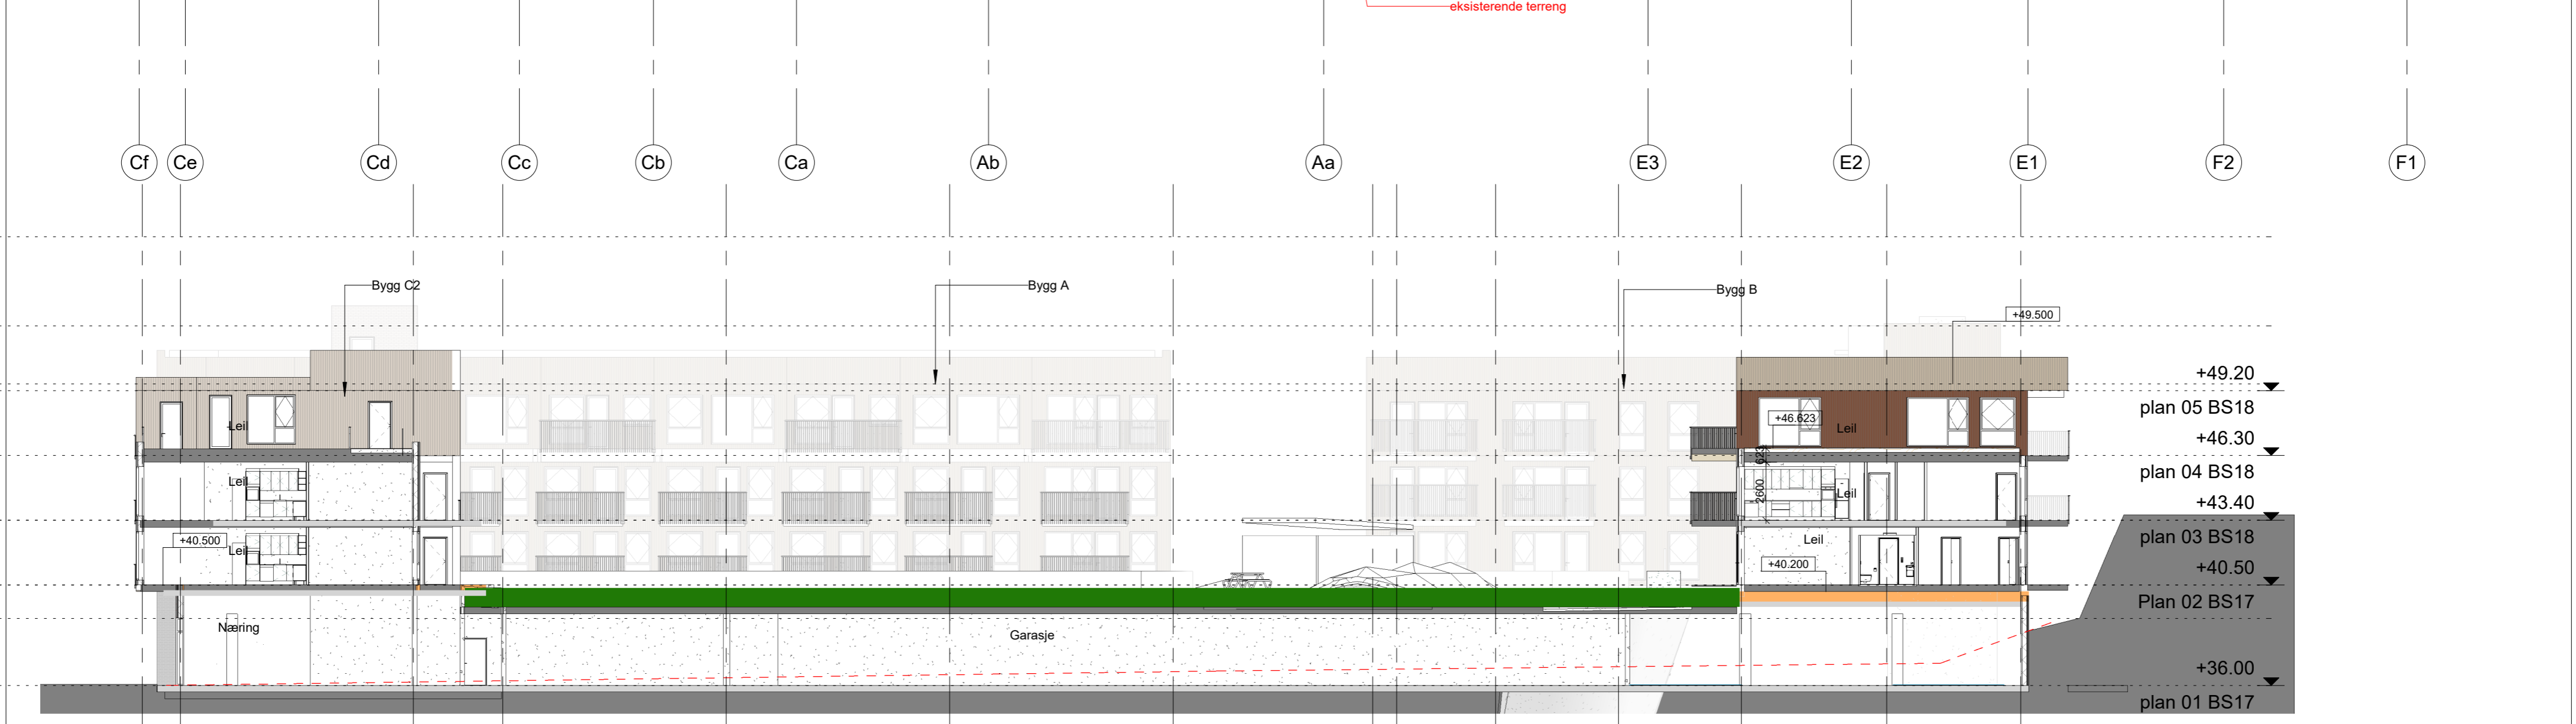 eksisterende terreng
Cf Ce Cd Cc Cb Ca Ab Aa E3 E2 E1 F2 F1
Bygg C2
Bygg A
Bygg B
+49.500
+49.20
plan 05 BS18
+46.623
Leil
Leil
+46.30
623
plan 04 BS18
Leil
2600
Leil
+43.40
plan 03 BS18
+40.500
Leil
Leil
+40.200
+40.50
Plan 02 BS17
Næring
Garasje
+36.00
plan 01 BS17